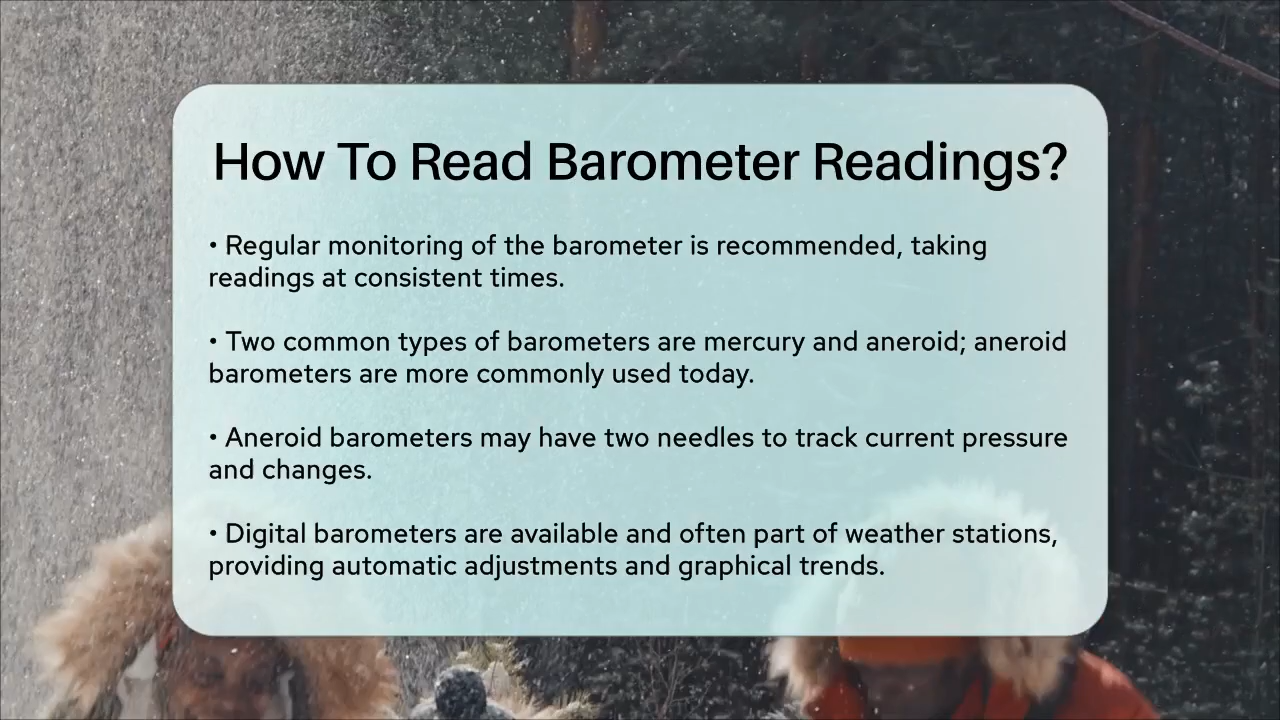 How To Read Barometer Readings?
• Regular monitoring of the barometer is recommended, taking
readings at consistent times.
• Two common types of barometers are mercury and aneroid; aneroid
barometers are more commonly used today.
• Aneroid barometers may have two needles to track current pressure
and changes.
• Digital barometers are available and often part of weather stations,
providing automatic adjustments and graphical trends.